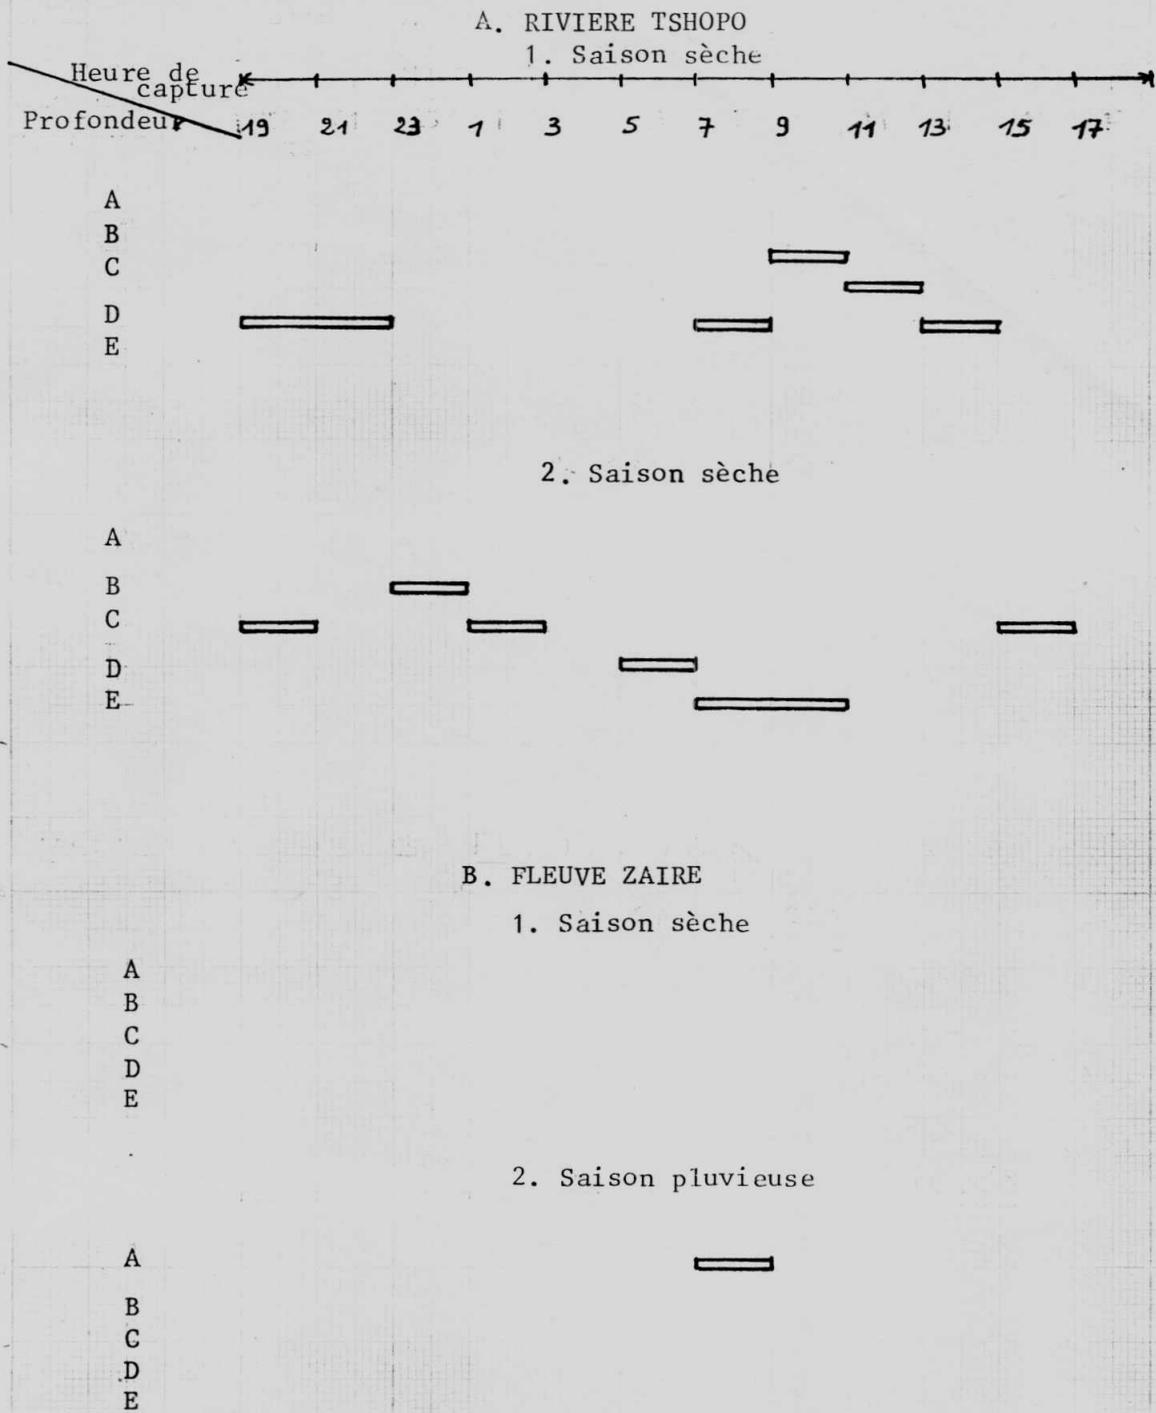 A. RIVIERE TSHOPO
1. Saison sèche
Heure de
capture
Profondeur
19 21 23 1 3 5 7 9 11 13 15 17
A
B
C
D
E
2. Saison sèche
A
B
C
D
E
B. FLEUVE ZAIRE
1. Saison sèche
A
B
C
D
E
2. Saison pluvieuse
A
B
C
D
E